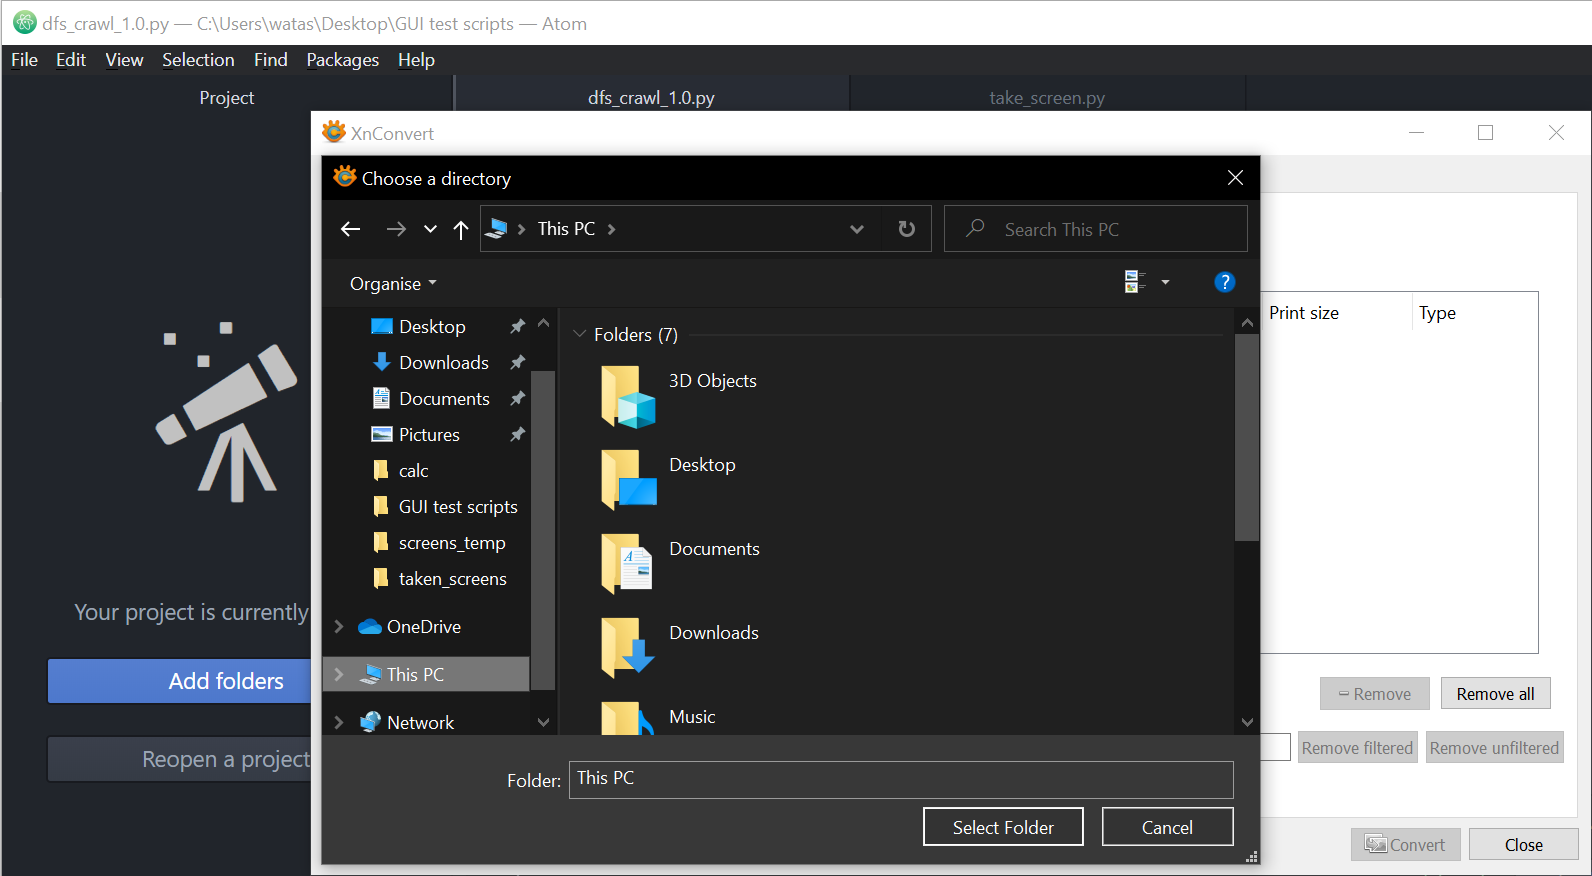 dfs_crawl_1.0.py — C:\Users\watas\Desktop\GUI test scripts — Atom
File Edit View Selection Find Packages Help
Project dfs_crawl_1.0.py take_screen.py
XnConvert
Choose a directory
This PC
Search This PC
Organise
?
Print size Type
Desktop
Downloads
Documents
Pictures
calc
GUI test scripts
screens_temp
taken_screens
OneDrive
This PC
Network
Folders (7)
3D Objects
Desktop
Documents
Downloads
Music
Your project is currently
Add folders
Reopen a project
Remove Remove all
Remove filtered Remove unfiltered
Folder: This PC
Select Folder Cancel
Convert Close